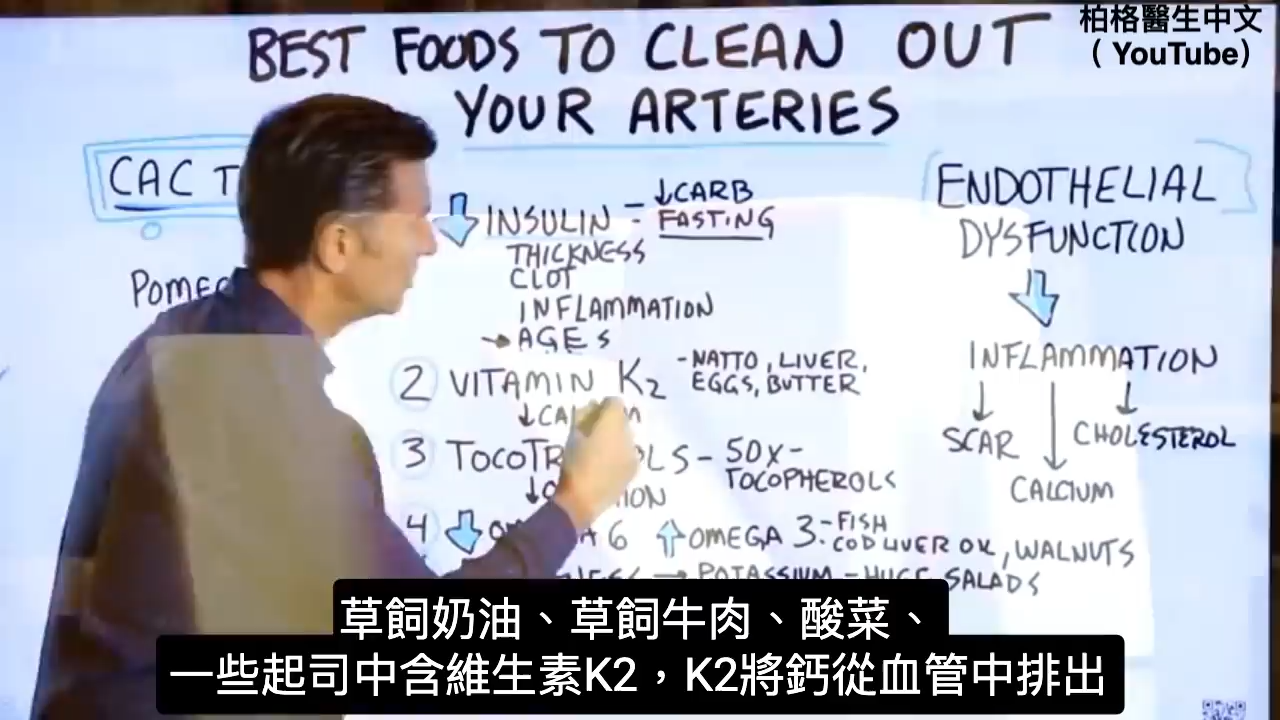 柏格醫生中文
( YouTube)
BEST FOODS TO CLEAN OUT
YOUR ARTERIES
CAC T
POMEG
↓ INSULIN - ↓CARB
FASTING
THICKNESS
CLOT
INFLAMMATION
→ AGES
2 VITAMIN K2 - NATTO, LIVER,
EGGS, BUTTER
3 - 50X -
TOCOPHEROLS
4 ↓ 6 ↑ OMEGA 3 - FISH
COD LIVER OIL, WALNUTS
→ POTASSIUM - HUGE SALADS
ENDOTHELIAL
DYSFUNCTION
↓
INFLAMMATION
↓ ↓ ↓
SCAR CHOLESTEROL
CALCIUM
草飼奶油、草飼牛肉、酸菜、
一些起司中含維生素K2，K2將鈣從血管中排出